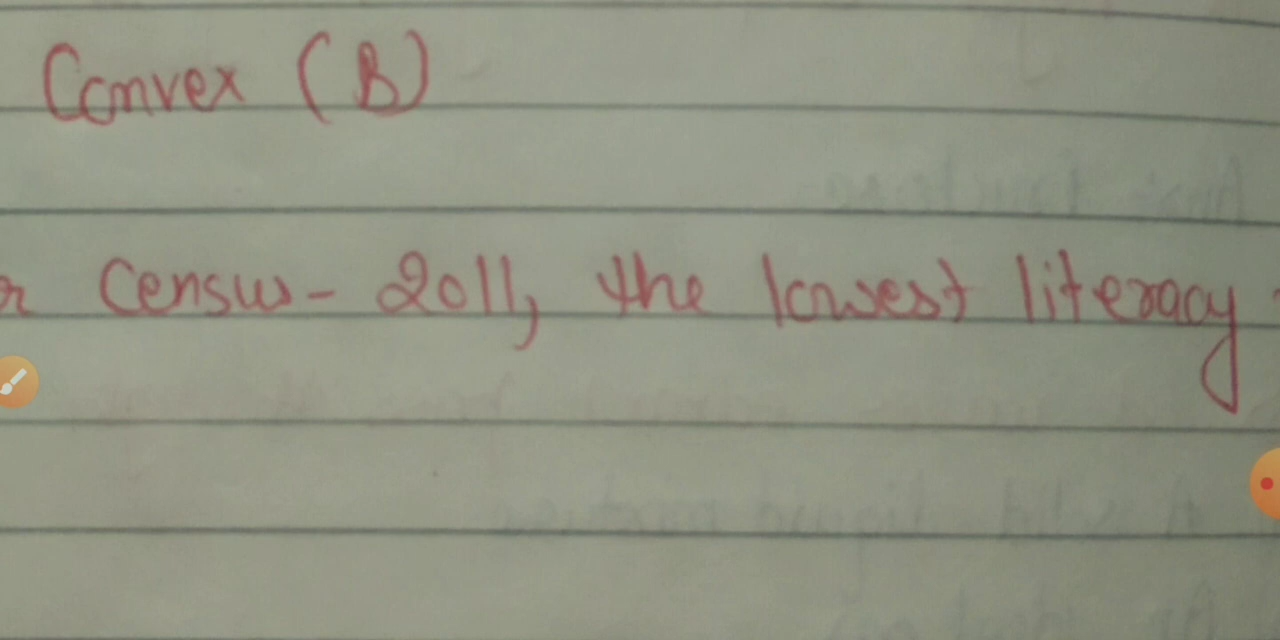 Convex (B)
Census- 2011, the lowest literacy